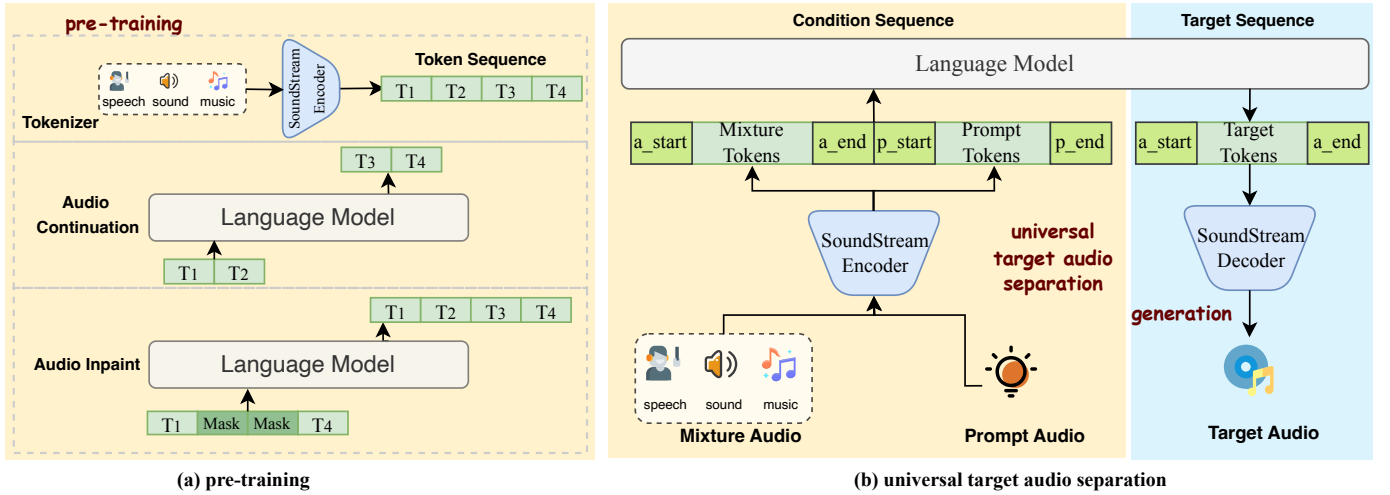 pre-training
Token Sequence
speech
sound
music
SoundStream
Encoder
T1 T2 T3 T4
Tokenizer
T3 T4
Audio
Continuation
Language Model
T1 T2
T1 T2 T3 T4
Audio Inpaint
Language Model
T1 Mask Mask T4
(a) pre-training
Condition Sequence
Target Sequence
Language Model
a_start
Mixture
Tokens
a_end
p_start
Prompt
Tokens
p_end
a_start
Target
Tokens
a_end
SoundStream
Encoder
universal
target audio
separation
SoundStream
Decoder
generation
speech
sound
music
Mixture Audio
Prompt Audio
Target Audio
(b) universal target audio separation